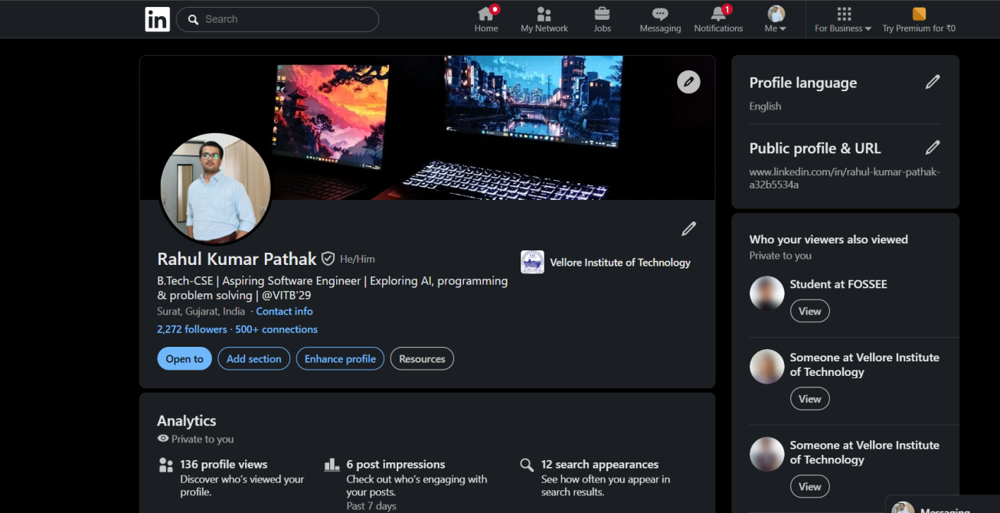 in
Search
Home
My Network
Jobs
Messaging
1
Notifications
Me
For Business
Try Premium for ₹0
Rahul Kumar Pathak He/Him
B.Tech-CSE | Aspiring Software Engineer | Exploring AI, programming
& problem solving | @VITB'29
Surat, Gujarat, India · Contact info
2,272 followers · 500+ connections
Open to
Add section
Enhance profile
Resources
Vellore Institute of Technology
Analytics
Private to you
136 profile views
Discover who's viewed your
profile.
6 post impressions
Check out who's engaging with
your posts.
Past 7 days
12 search appearances
See how often you appear in
search results.
Profile language
English
Public profile & URL
www.linkedin.com/in/rahul-kumar-pathak-
a32b5534a
Who your viewers also viewed
Private to you
Student at FOSSEE
View
Someone at Vellore Institute
of Technology
View
Someone at Vellore Institute
of Technology
View
Messaging